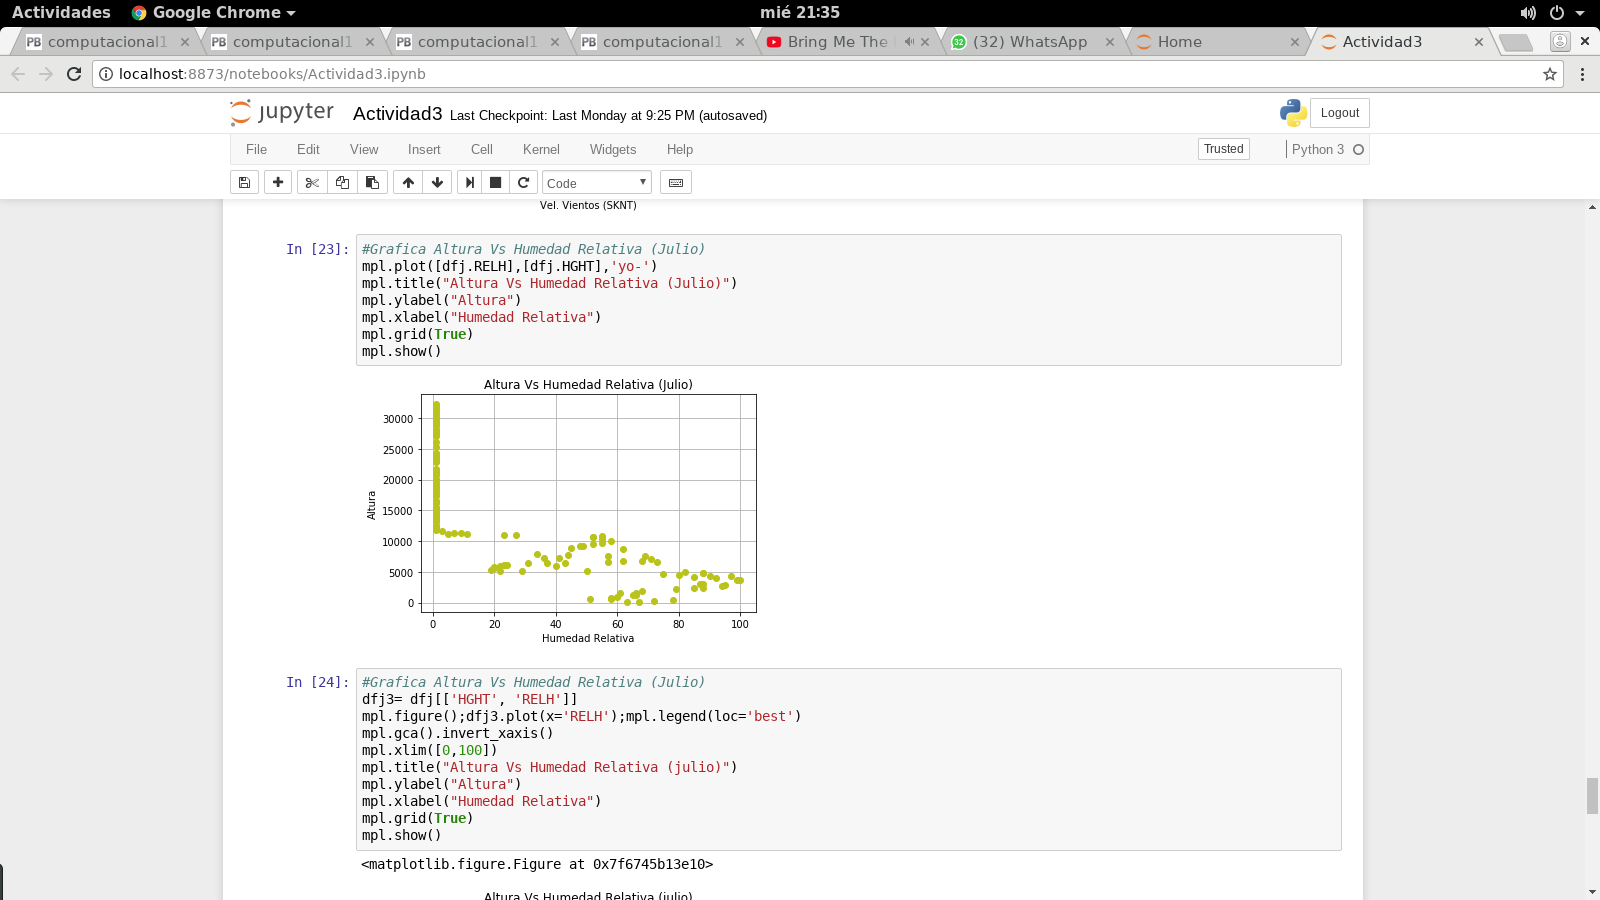 Actividades Google Chrome mié 21:35
PB computacional1 PB computacional1 PB computacional1 PB computacional1 Bring Me The (32) WhatsApp Home Actividad3
localhost:8873/notebooks/Actividad3.ipynb
jupyter Actividad3 Last Checkpoint: Last Monday at 9:25 PM (autosaved) Logout
File Edit View Insert Cell Kernel Widgets Help Trusted Python 3
Code
Vel. Vientos (SKNT)
In [23]: #Grafica Altura Vs Humedad Relativa (Julio)
mpl.plot([dfj.RELH],[dfj.HGHT],'yo-')
mpl.title("Altura Vs Humedad Relativa (Julio)")
mpl.ylabel("Altura")
mpl.xlabel("Humedad Relativa")
mpl.grid(True)
mpl.show()
Altura Vs Humedad Relativa (Julio)
30000
25000
20000
15000
10000
5000
0
Altura
0 20 40 60 80 100
Humedad Relativa
In [24]: #Grafica Altura Vs Humedad Relativa (Julio)
dfj3= dfj[['HGHT', 'RELH']]
mpl.figure();dfj3.plot(x='RELH');mpl.legend(loc='best')
mpl.gca().invert_xaxis()
mpl.xlim([0,100])
mpl.title("Altura Vs Humedad Relativa (julio)")
mpl.ylabel("Altura")
mpl.xlabel("Humedad Relativa")
mpl.grid(True)
mpl.show()
<matplotlib.figure.Figure at 0x7f6745b13e10>
Altura Vs Humedad Relativa (julio)